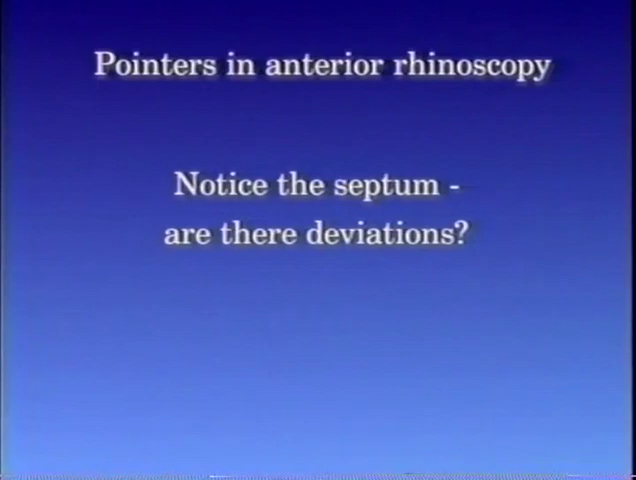 Pointers in anterior rhinoscopy
Notice the septum -
are there deviations?